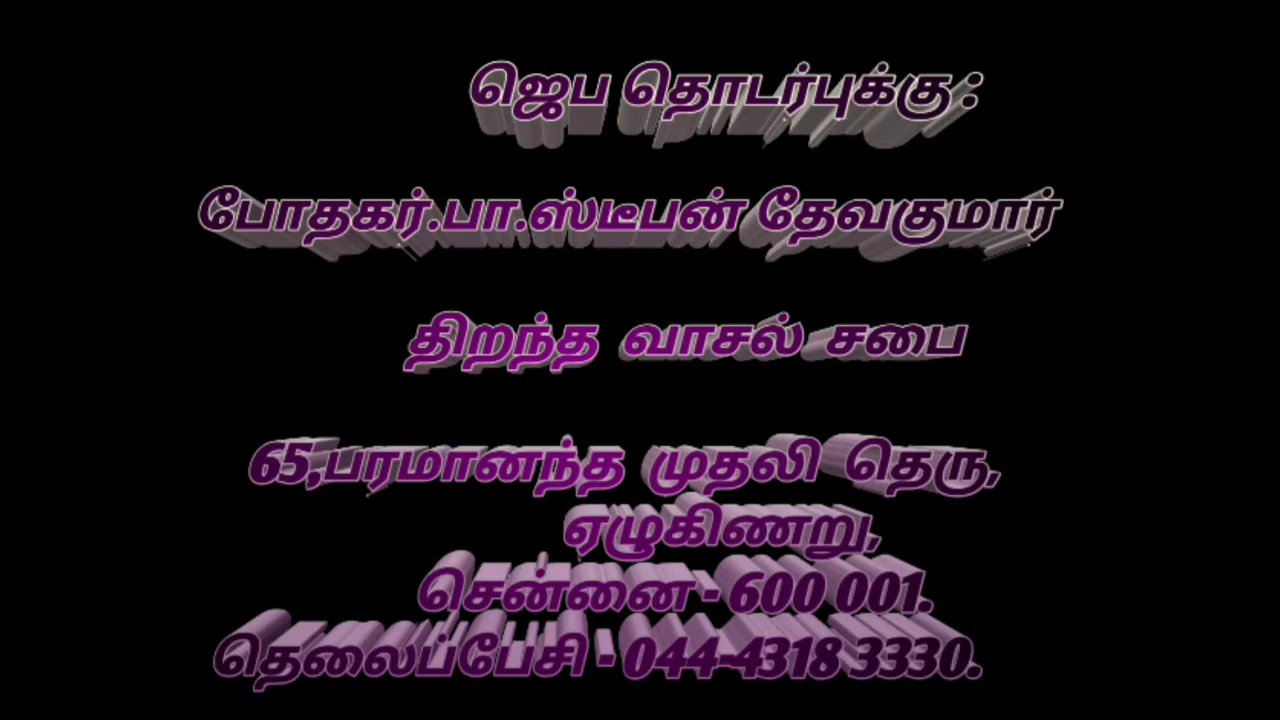 ஜெப தொடர்புக்கு :
போதகர்.பா.ஸ்டீபன் தேவகுமார்
திறந்த வாசல் சபை
65,பரமானந்த முதலி தெரு,
ஏழுகிணறு,
சென்னை - 600 001.
தெலைப்பேசி - 044-4318 3330.